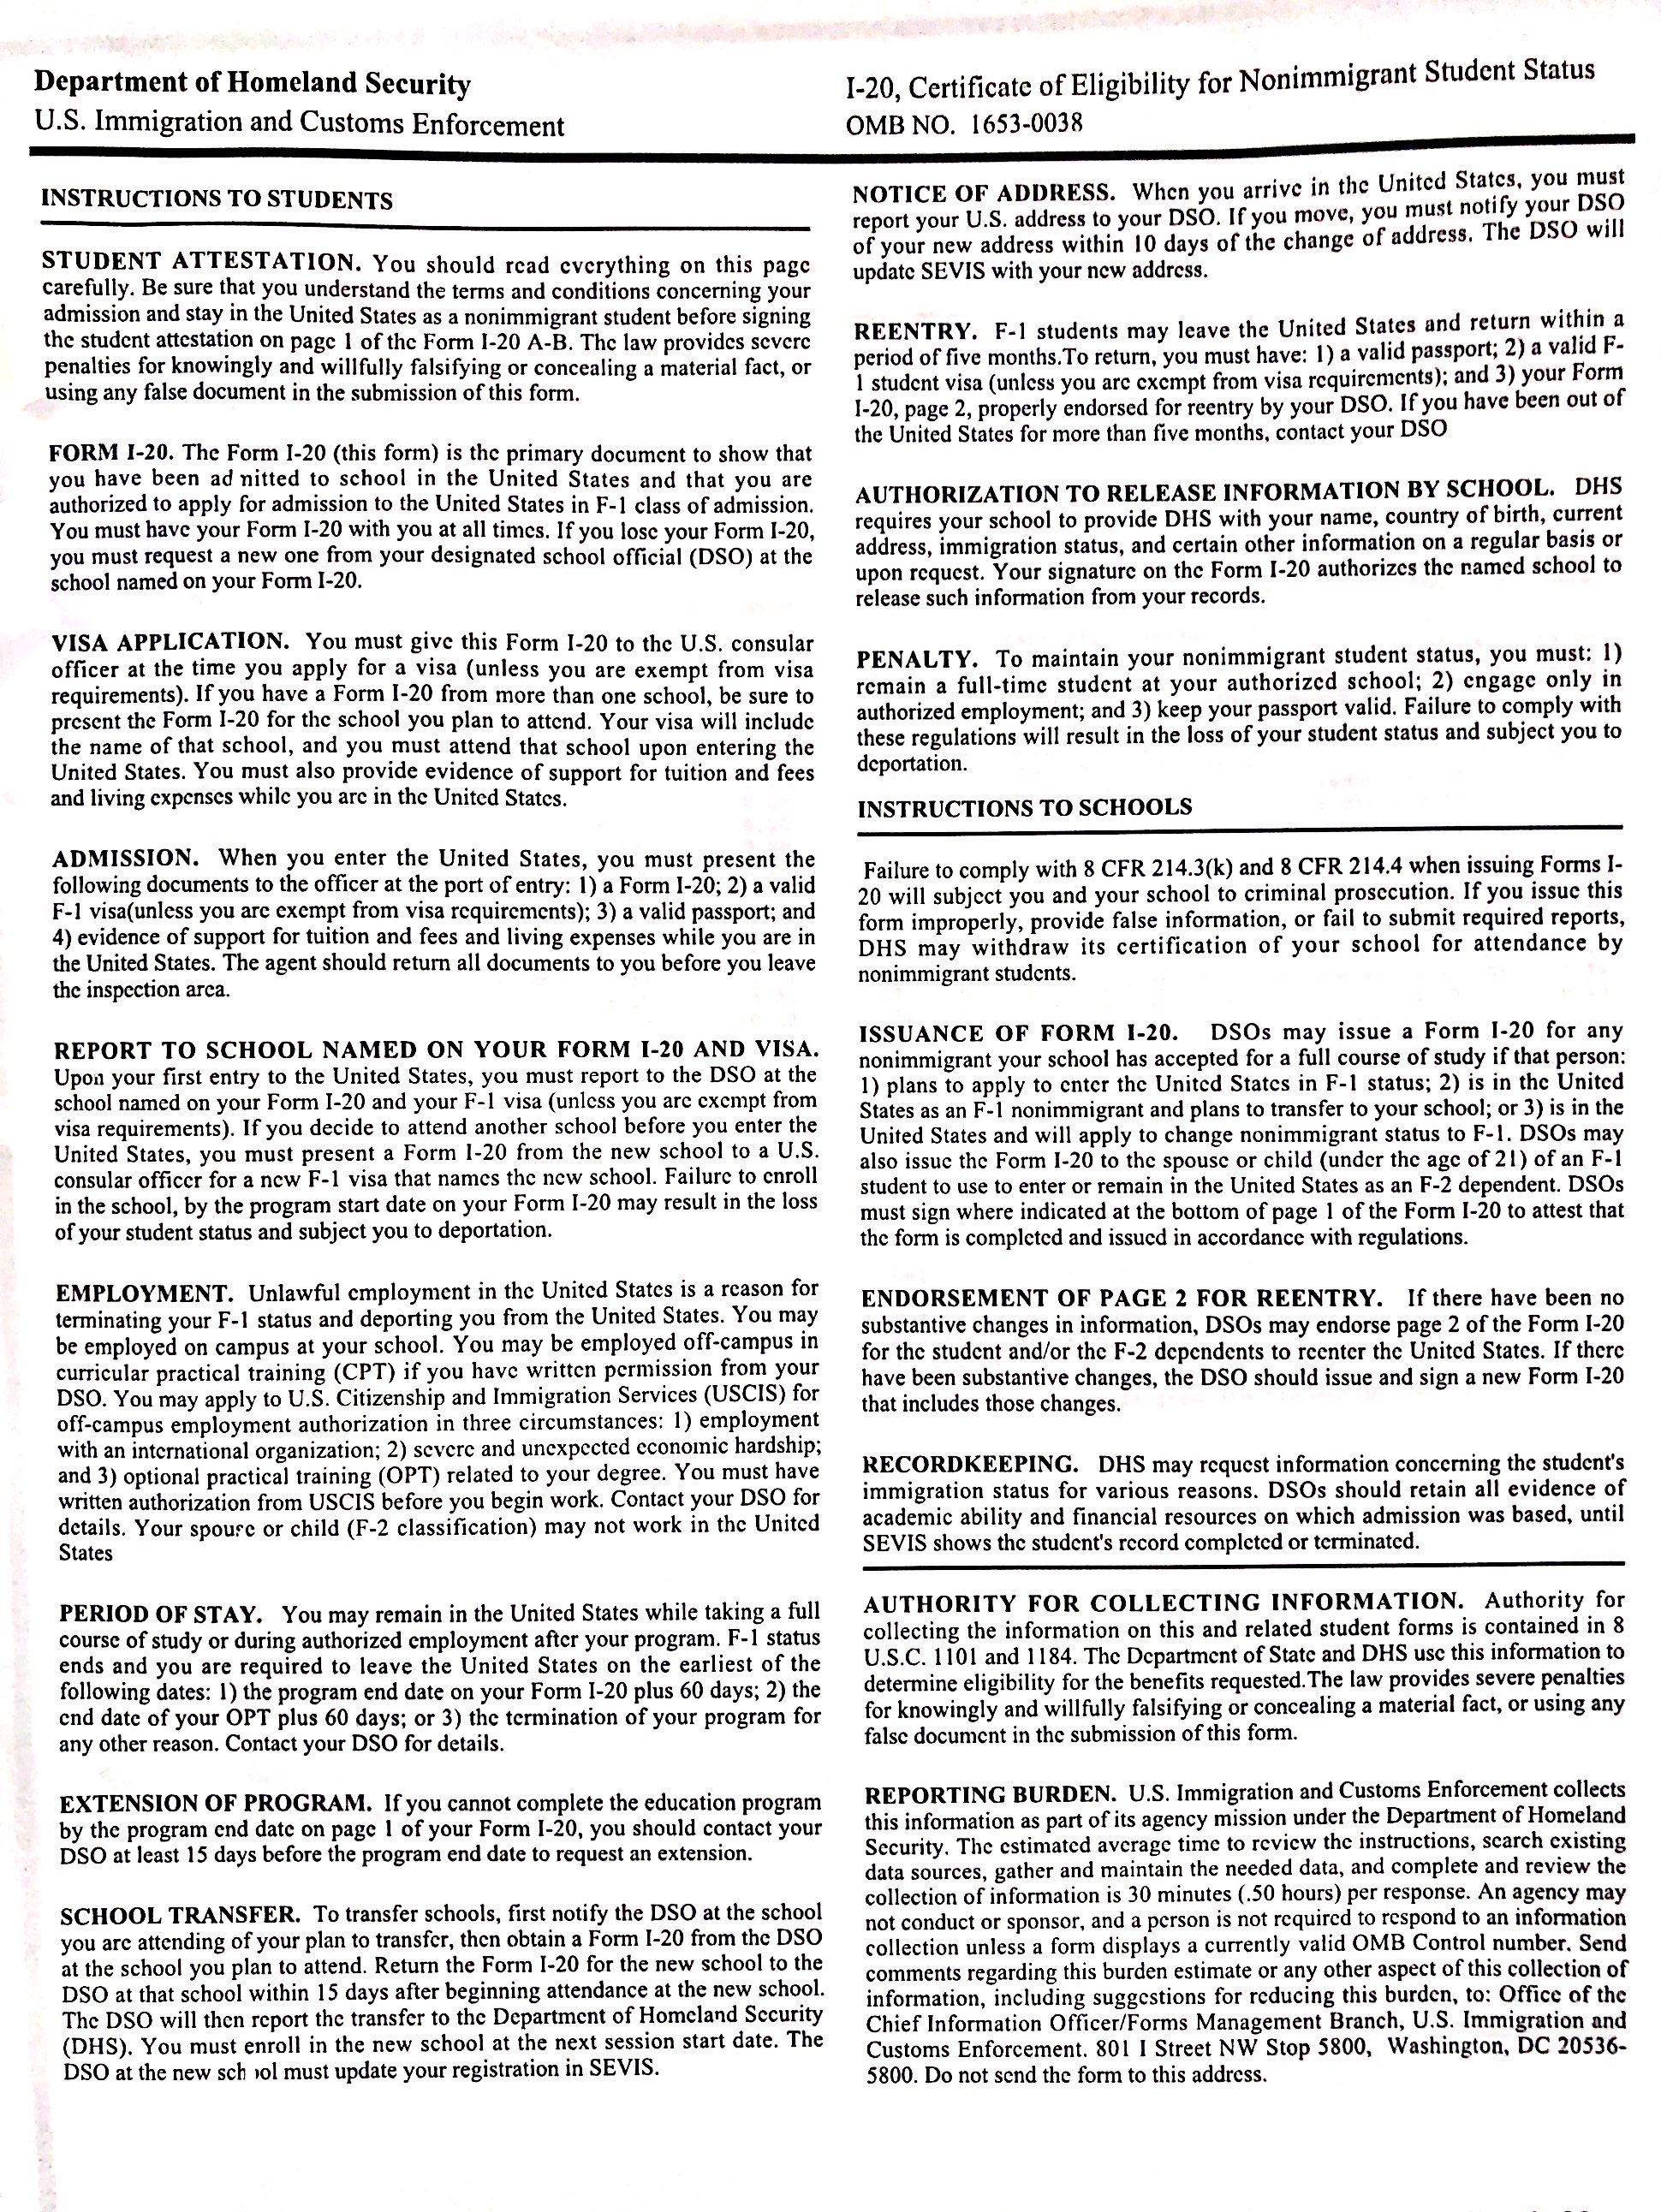 Department of Homeland Security
U.S. Immigration and Customs Enforcement
I-20, Certificate of Eligibility for Nonimmigrant Student Status
OMB NO. 1653-0038
INSTRUCTIONS TO STUDENTS
STUDENT ATTESTATION. You should read everything on this page
carefully. Be sure that you understand the terms and conditions concerning your
admission and stay in the United States as a nonimmigrant student before signing
the student attestation on page 1 of the Form I-20 A-B. The law provides severe
penalties for knowingly and willfully falsifying or concealing a material fact, or
using any false document in the submission of this form.
FORM I-20. The Form I-20 (this form) is the primary document to show that
you have been ad nitted to school in the United States and that you are
authorized to apply for admission to the United States in F-1 class of admission.
You must have your Form I-20 with you at all times. If you lose your Form I-20,
you must request a new one from your designated school official (DSO) at the
school named on your Form I-20.
VISA APPLICATION. You must give this Form I-20 to the U.S. consular
officer at the time you apply for a visa (unless you are exempt from visa
requirements). If you have a Form I-20 from more than one school, be sure to
present the Form I-20 for the school you plan to attend. Your visa will include
the name of that school, and you must attend that school upon entering the
United States. You must also provide evidence of support for tuition and fees
and living expenses while you are in the United States.
ADMISSION. When you enter the United States, you must present the
following documents to the officer at the port of entry: 1) a Form I-20; 2) a valid
F-1 visa(unless you are exempt from visa requirements); 3) a valid passport; and
4) evidence of support for tuition and fees and living expenses while you are in
the United States. The agent should return all documents to you before you leave
the inspection area.
REPORT TO SCHOOL NAMED ON YOUR FORM I-20 AND VISA.
Upon your first entry to the United States, you must report to the DSO at the
school named on your Form I-20 and your F-1 visa (unless you are exempt from
visa requirements). If you decide to attend another school before you enter the
United States, you must present a Form I-20 from the new school to a U.S.
consular officer for a new F-1 visa that names the new school. Failure to enroll
in the school, by the program start date on your Form I-20 may result in the loss
of your student status and subject you to deportation.
EMPLOYMENT. Unlawful employment in the United States is a reason for
terminating your F-1 status and deporting you from the United States. You may
be employed on campus at your school. You may be employed off-campus in
curricular practical training (CPT) if you have written permission from your
DSO. You may apply to U.S. Citizenship and Immigration Services (USCIS) for
off-campus employment authorization in three circumstances: 1) employment
with an international organization; 2) severe and unexpected economic hardship;
and 3) optional practical training (OPT) related to your degree. You must have
written authorization from USCIS before you begin work. Contact your DSO for
details. Your spouse or child (F-2 classification) may not work in the United
States
PERIOD OF STAY. You may remain in the United States while taking a full
course of study or during authorized employment after your program. F-1 status
ends and you are required to leave the United States on the earliest of the
following dates: 1) the program end date on your Form I-20 plus 60 days; 2) the
end date of your OPT plus 60 days; or 3) the termination of your program for
any other reason. Contact your DSO for details.
EXTENSION OF PROGRAM. If you cannot complete the education program
by the program end date on page 1 of your Form I-20, you should contact your
DSO at least 15 days before the program end date to request an extension.
SCHOOL TRANSFER. To transfer schools, first notify the DSO at the school
you are attending of your plan to transfer, then obtain a Form I-20 from the DSO
at the school you plan to attend. Return the Form I-20 for the new school to the
DSO at that school within 15 days after beginning attendance at the new school.
The DSO will then report the transfer to the Department of Homeland Security
(DHS). You must enroll in the new school at the next session start date. The
DSO at the new sch ol must update your registration in SEVIS.
NOTICE OF ADDRESS. When you arrive in the United States, you must
report your U.S. address to your DSO. If you move, you must notify your DSO
of your new address within 10 days of the change of address. The DSO will
update SEVIS with your new address.
REENTRY. F-1 students may leave the United States and return within a
period of five months.To return, you must have: 1) a valid passport; 2) a valid F-
1 student visa (unless you are exempt from visa requirements); and 3) your Form
I-20, page 2, properly endorsed for reentry by your DSO. If you have been out of
the United States for more than five months, contact your DSO
AUTHORIZATION TO RELEASE INFORMATION BY SCHOOL. DHS
requires your school to provide DHS with your name, country of birth, current
address, immigration status, and certain other information on a regular basis or
upon request. Your signature on the Form I-20 authorizes the named school to
release such information from your records.
PENALTY. To maintain your nonimmigrant student status, you must: 1)
remain a full-time student at your authorized school; 2) engage only in
authorized employment; and 3) keep your passport valid. Failure to comply with
these regulations will result in the loss of your student status and subject you to
deportation.
INSTRUCTIONS TO SCHOOLS
Failure to comply with 8 CFR 214.3(k) and 8 CFR 214.4 when issuing Forms I-
20 will subject you and your school to criminal prosecution. If you issue this
form improperly, provide false information, or fail to submit required reports,
DHS may withdraw its certification of your school for attendance by
nonimmigrant students.
ISSUANCE OF FORM I-20. DSOs may issue a Form I-20 for any
nonimmigrant your school has accepted for a full course of study if that person:
1) plans to apply to enter the United States in F-1 status; 2) is in the United
States as an F-1 nonimmigrant and plans to transfer to your school; or 3) is in the
United States and will apply to change nonimmigrant status to F-1. DSOs may
also issue the Form I-20 to the spouse or child (under the age of 21) of an F-1
student to use to enter or remain in the United States as an F-2 dependent. DSOs
must sign where indicated at the bottom of page 1 of the Form I-20 to attest that
the form is completed and issued in accordance with regulations.
ENDORSEMENT OF PAGE 2 FOR REENTRY. If there have been no
substantive changes in information, DSOs may endorse page 2 of the Form I-20
for the student and/or the F-2 dependents to reenter the United States. If there
have been substantive changes, the DSO should issue and sign a new Form I-20
that includes those changes.
RECORDKEEPING. DHS may request information concerning the student's
immigration status for various reasons. DSOs should retain all evidence of
academic ability and financial resources on which admission was based, until
SEVIS shows the student's record completed or terminated.
AUTHORITY FOR COLLECTING INFORMATION. Authority for
collecting the information on this and related student forms is contained in 8
U.S.C. 1101 and 1184. The Department of State and DHS use this information to
determine eligibility for the benefits requested.The law provides severe penalties
for knowingly and willfully falsifying or concealing a material fact, or using any
false document in the submission of this form.
REPORTING BURDEN. U.S. Immigration and Customs Enforcement collects
this information as part of its agency mission under the Department of Homeland
Security. The estimated average time to review the instructions, search existing
data sources, gather and maintain the needed data, and complete and review the
collection of information is 30 minutes (.50 hours) per response. An agency may
not conduct or sponsor, and a person is not required to respond to an information
collection unless a form displays a currently valid OMB Control number. Send
comments regarding this burden estimate or any other aspect of this collection of
information, including suggestions for reducing this burden, to: Office of the
Chief Information Officer/Forms Management Branch, U.S. Immigration and
Customs Enforcement. 801 I Street NW Stop 5800, Washington, DC 20536-
5800. Do not send the form to this address.